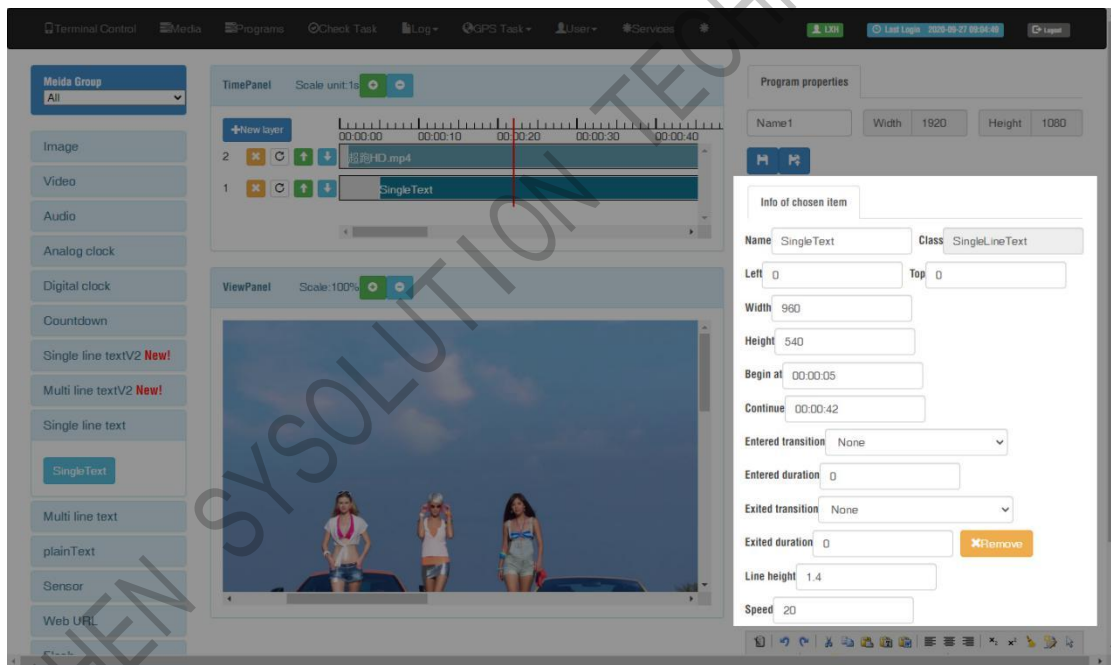 Terminal Control Media Programs Check Task Log GPS Task User Services LXH Last Login 2020-06-27 09:04:40 Logout
Meida Group
All
Image
Video
Audio
Analog clock
Digital clock
Countdown
Single line textV2 New!
Multi line textV2 New!
Single line text
SingleText
Multi line text
plainText
Sensor
Web URL
Flash
TimePanel Scale unit:1s
New layer
00:00:00 00:00:10 00:00:20 00:00:30 00:00:40
2 超跑HD.mp4
1 SingleText
ViewPanel Scale:100%
Program properties
Name1 Width 1920 Height 1080
Info of chosen item
Name SingleText Class SingleLineText
Left 0 Top 0
Width 960
Height 540
Begin at 00:00:05
Continue 00:00:42
Entered transition None
Entered duration 0
Exited transition None
Exited duration 0 Remove
Line height 1.4
Speed 20
HEN SYSOLUTION TECH